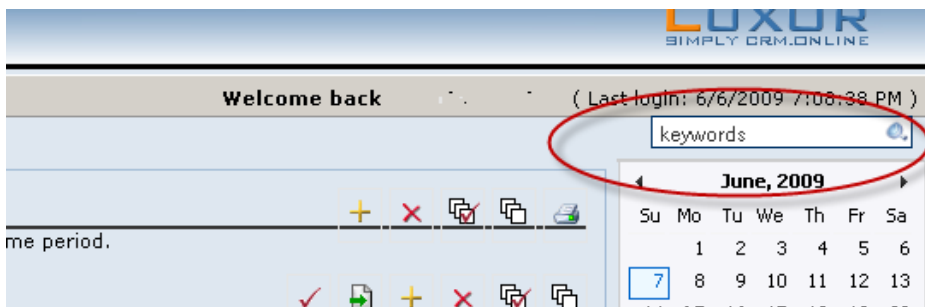 LUXOR
SIMPLY CRM.ONLINE
Welcome back ( Last login: 6/6/2009 7:08:38 PM )
keywords
June, 2009
Su Mo Tu We Th Fr Sa
me period.
1 2 3 4 5 6
7 8 9 10 11 12 13